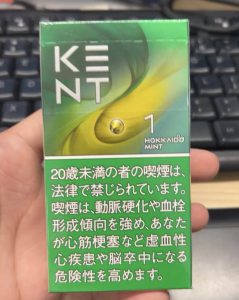 KENT
1
HOKKAIDO
MINT
20歳未満の者の喫煙は、
法律で禁じられています。
喫煙は、動脈硬化や血栓
形成傾向を強め、あなた
が心筋梗塞など虚血性
心疾患や脳卒中になる
危険性を高めます。